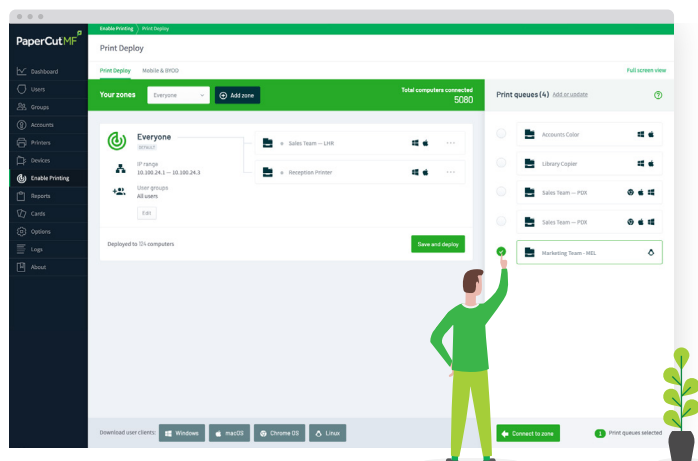 Enable Printing Print Deploy
PaperCutMF
Print Deploy
Print Deploy Mobile & BYOD Full screen view
Your zones Everyone Add zone Total computers connected
5080
Print queues (4) Add or update
Dashboard
Users
Groups
Accounts
Printers
Devices
Enable Printing
Reports
Cards
Options
Logs
About
Everyone
DEFAULT
IP range
10.100.24.1 — 10.100.24.3
User groups
All users
Edit
Sales Team — LHR
Reception Printer
Deployed to 124 computers Save and deploy
Accounts Color
Library Copier
Sales Team — PDX
Sales Team — PDX
Marketing Team - MEL
Download user clients: Windows macOS Chrome OS Linux
Connect to zone 1 Print queues selected